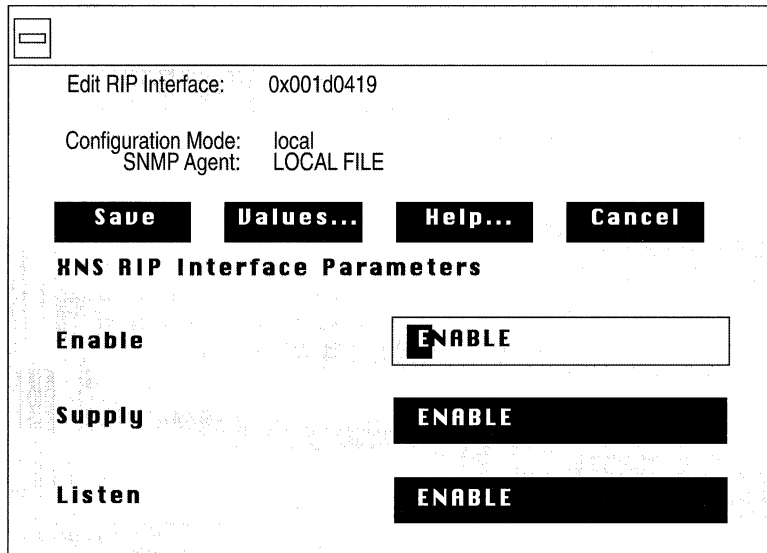 Edit RIP Interface: 0x001d0419
Configuration Mode: local
SNMP Agent: LOCAL FILE
Save Values... Help... Cancel
XNS RIP Interface Parameters
Enable ENABLE
Supply ENABLE
Listen ENABLE